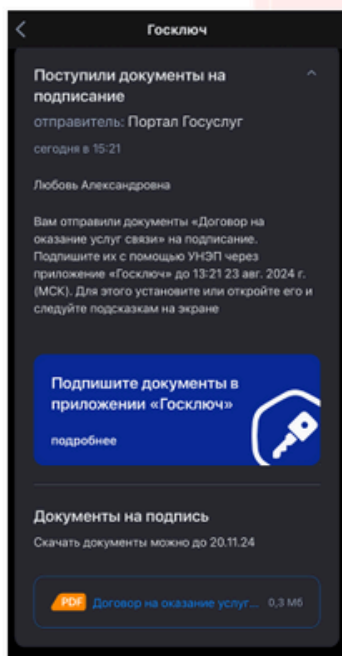 Госключ
Поступили документы на
подписание
отправитель: Портал Госуслуг
сегодня в 15:21
Любовь Александровна
Вам отправили документы «Договор на
оказание услуг связи» на подписание.
Подпишите их с помощью УНЭП через
приложение «Госключ» до 13:21 23 авг. 2024 г.
(МСК). Для этого установите или откройте его и
следуйте подсказкам на экране
Подпишите документы в
приложении «Госключ»
подробнее
Документы на подпись
Скачать документы можно до 20.11.24
PDF Договор на оказание услуг... 0,3 Мб